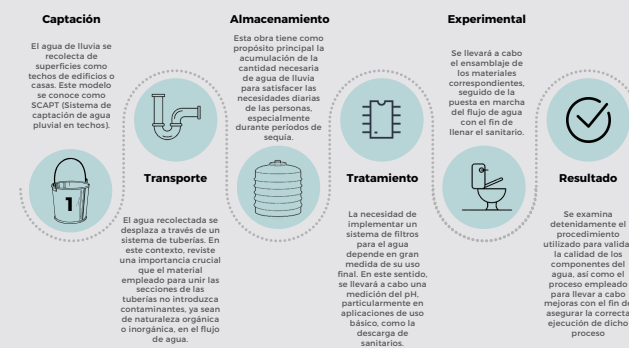 Captación
El agua de lluvia se
recolecta de
superficies como
techos de edificios o
casas. Este modelo
se conoce como
SCAPT (Sistema de
captación de agua
pluvial en techos).
1
Transporte
El agua recolectada se
desplaza a través de un
sistema de tuberías. En
este contexto, reviste
una importancia crucial
que el material
empleado para unir las
secciones de las
tuberías no introduzca
contaminantes, ya sean
de naturaleza orgánica
o inorgánica, en el flujo
de agua.
Almacenamiento
Esta obra tiene como
propósito principal la
acumulación de la
cantidad necesaria
de agua de lluvia
para satisfacer las
necesidades diarias
de las personas,
especialmente
durante períodos de
sequía.
Tratamiento
La necesidad de
implementar un
sistema de filtros
para el agua
depende en gran
medida de su uso
final. En este sentido,
se llevará a cabo una
medición del pH,
particularmente en
aplicaciones de uso
básico, como la
descarga de
sanitarios.
Experimental
Se llevará a cabo
el ensamblaje de
los materiales
correspondientes,
seguido de la
puesta en marcha
del flujo de agua
con el fin de
llenar el sanitario.
Resultado
Se examina
detenidamente el
procedimiento
utilizado para valida
la calidad de los
componentes del
agua, así como el
proceso empleado
para llevar a cabo
mejoras con el fin de
asegurar la correcta
ejecución de dicho
proceso